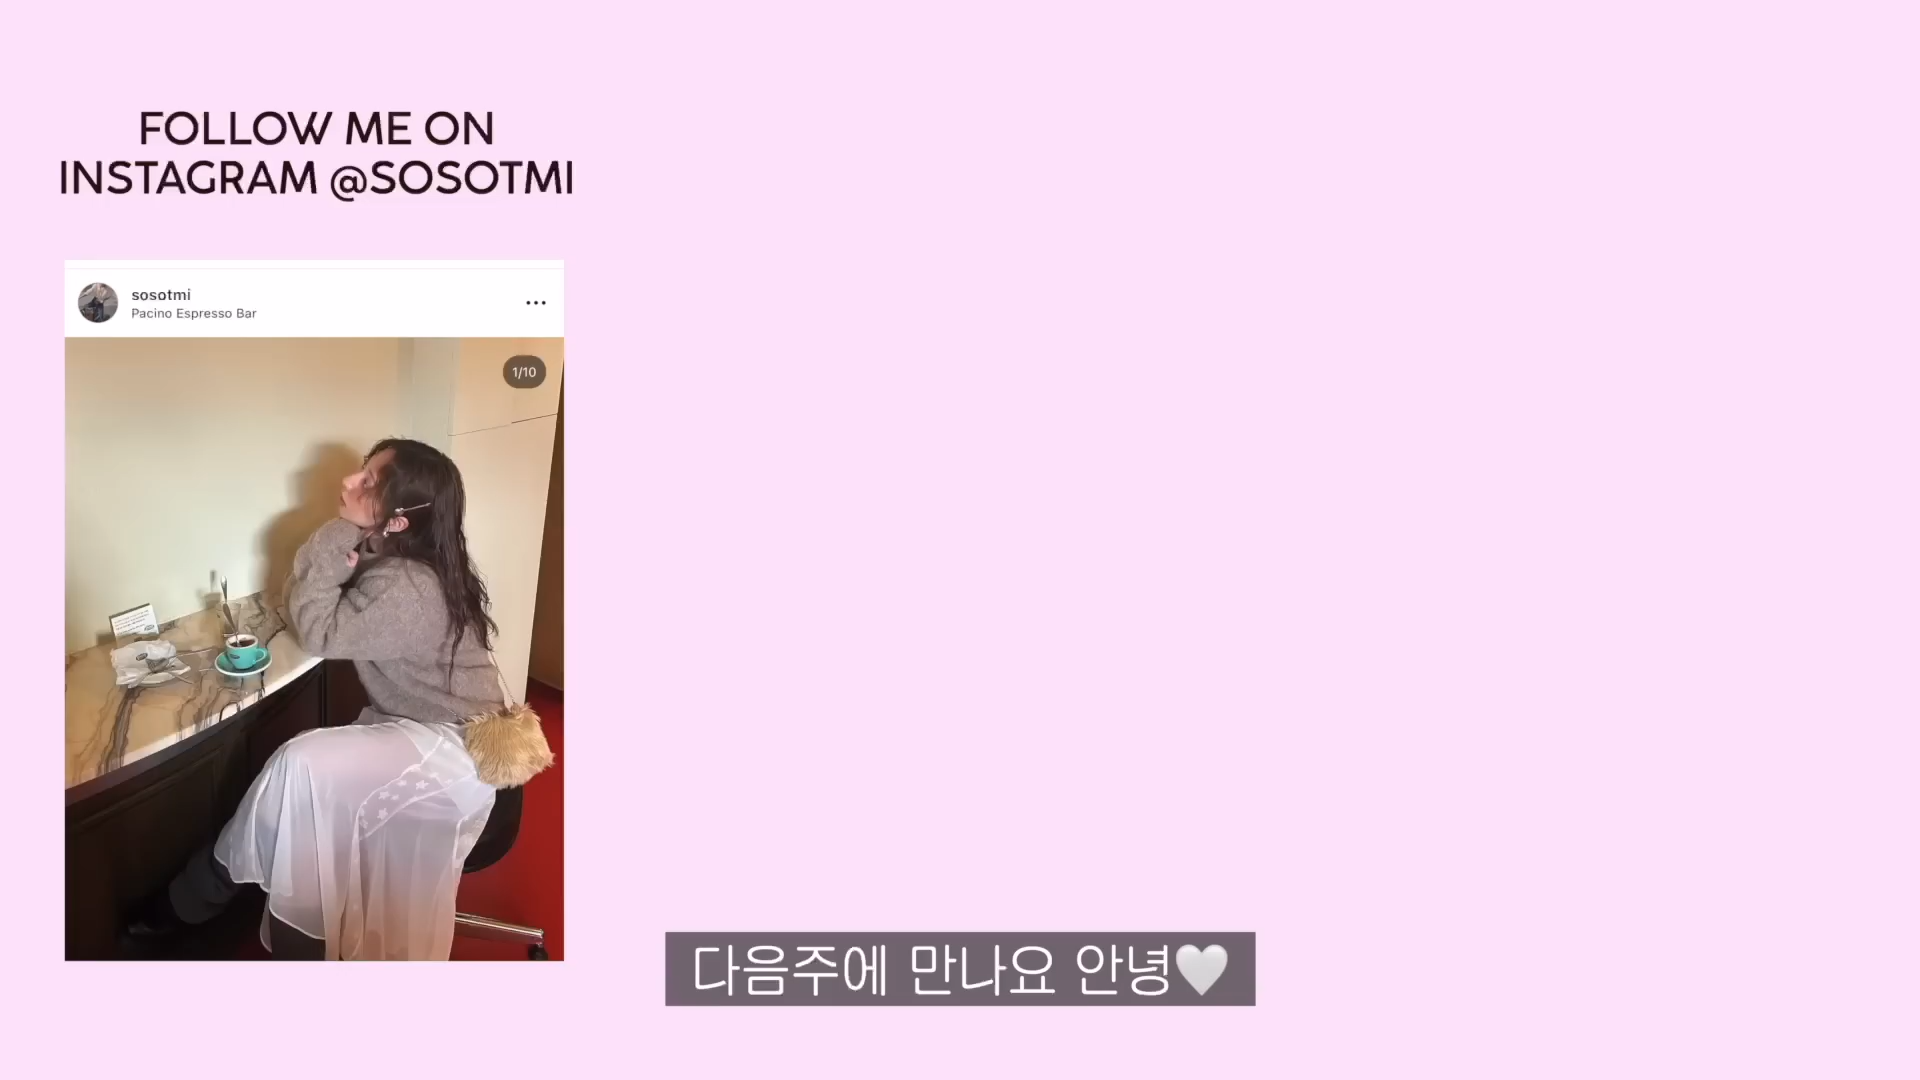 FOLLOW ME ON
INSTAGRAM @SOSOTMI
sosotmi
Pacino Espresso Bar
1/10
다음주에 만나요 안녕🤍